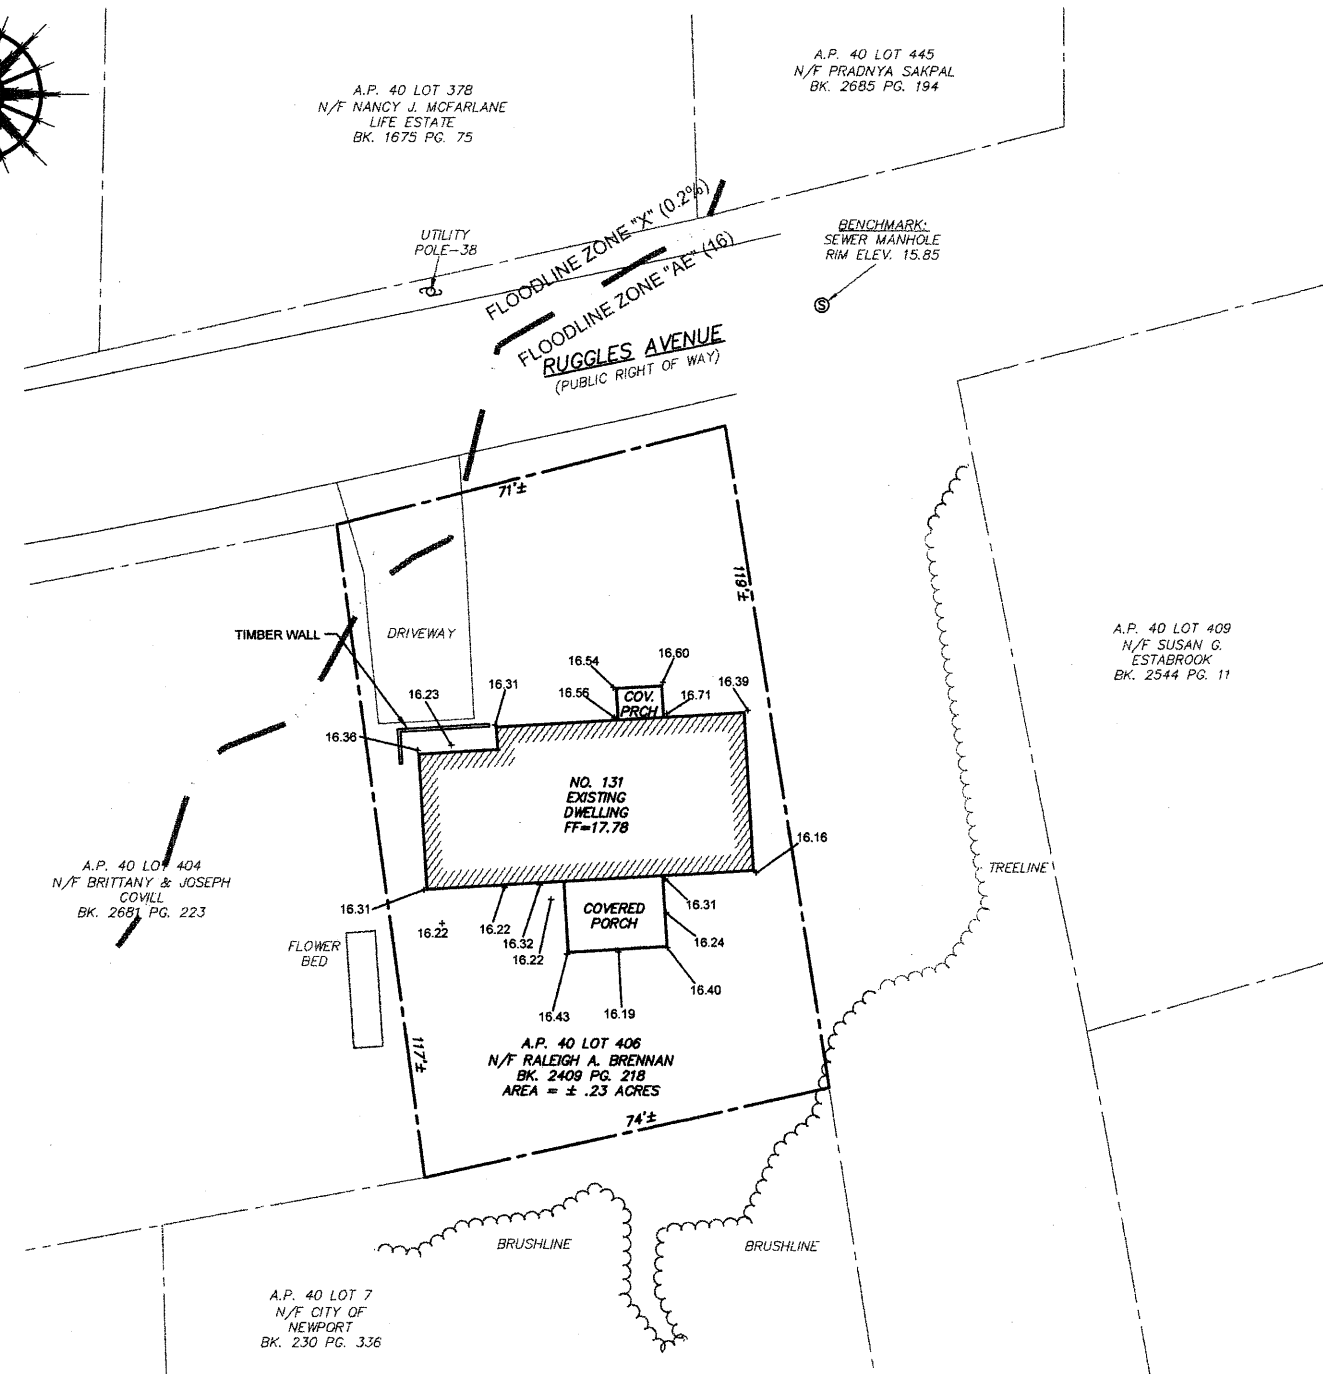 A.P. 40 LOT 445
N/F PRADNYA SAKPAL
BK. 2685 PG. 194
A.P. 40 LOT 378
N/F NANCY J. MCFARLANE
LIFE ESTATE
BK. 1675 PG. 75
UTILITY
POLE-38
FLOODLINE ZONE "X" (0.2%)
FLOODLINE ZONE "AE" (16)
BENCHMARK:
SEWER MANHOLE
RIM ELEV. 15.85
S
RUGGLES AVENUE
(PUBLIC RIGHT OF WAY)
71'±
119'±
TIMBER WALL
DRIVEWAY
A.P. 40 LOT 409
N/F SUSAN G.
ESTABROOK
BK. 2544 PG. 11
16.54
16.60
16.23
16.31
16.56
COV.
PRCH
16.71
16.39
16.36
NO. 131
EXISTING
DWELLING
FF=17.78
16.16
TREELINE
A.P. 40 LOT 404
N/F BRITTANY & JOSEPH
COVILL
BK. 2681 PG. 223
16.31
16.22
16.22
16.32
16.22
COVERED
PORCH
16.31
16.24
FLOWER
BED
16.40
16.43
16.19
117'±
A.P. 40 LOT 406
N/F RALEIGH A. BRENNAN
BK. 2409 PG. 218
AREA = ± .23 ACRES
74'±
BRUSHLINE
BRUSHLINE
A.P. 40 LOT 7
N/F CITY OF
NEWPORT
BK. 230 PG. 336